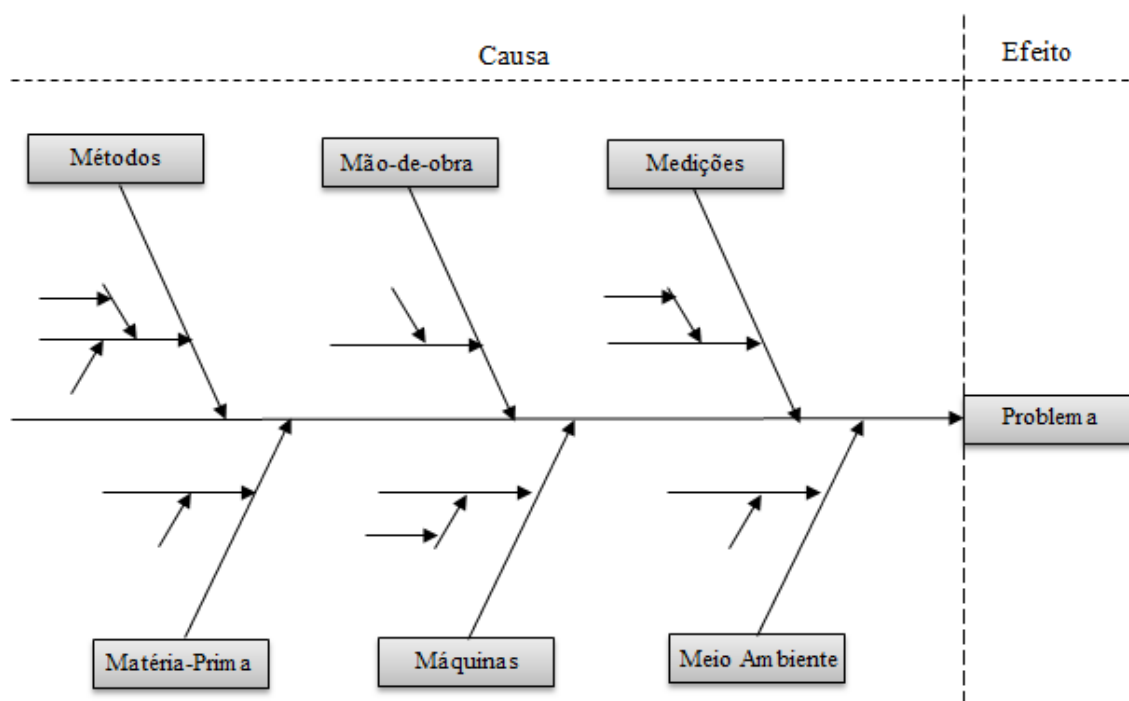 Causa
Efeito
Métodos
Mão-de-obra
Medições
Problema
Matéria-Prima
Máquinas
Meio Ambiente